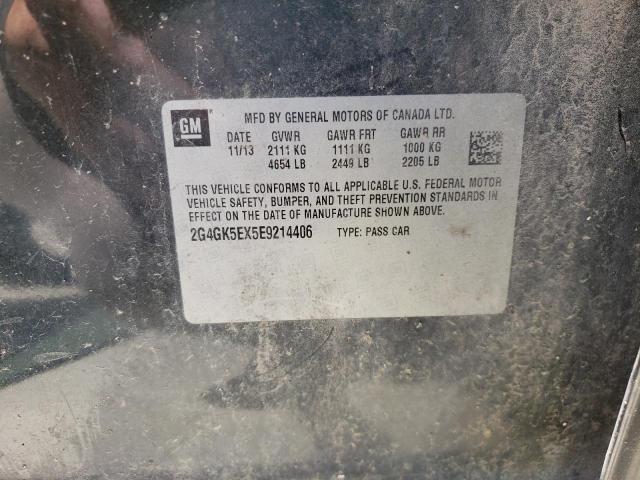 GM
MFD BY GENERAL MOTORS OF CANADA LTD.
DATE GVWR GAWR FRT GAWR RR
11/13 2111 KG 1111 KG 1000 KG
4654 LB 2449 LB 2205 LB
THIS VEHICLE CONFORMS TO ALL APPLICABLE U.S. FEDERAL MOTOR
VEHICLE SAFETY, BUMPER, AND THEFT PREVENTION STANDARDS IN
EFFECT ON THE DATE OF MANUFACTURE SHOWN ABOVE.
2G4GK5EX5E9214406 TYPE: PASS CAR